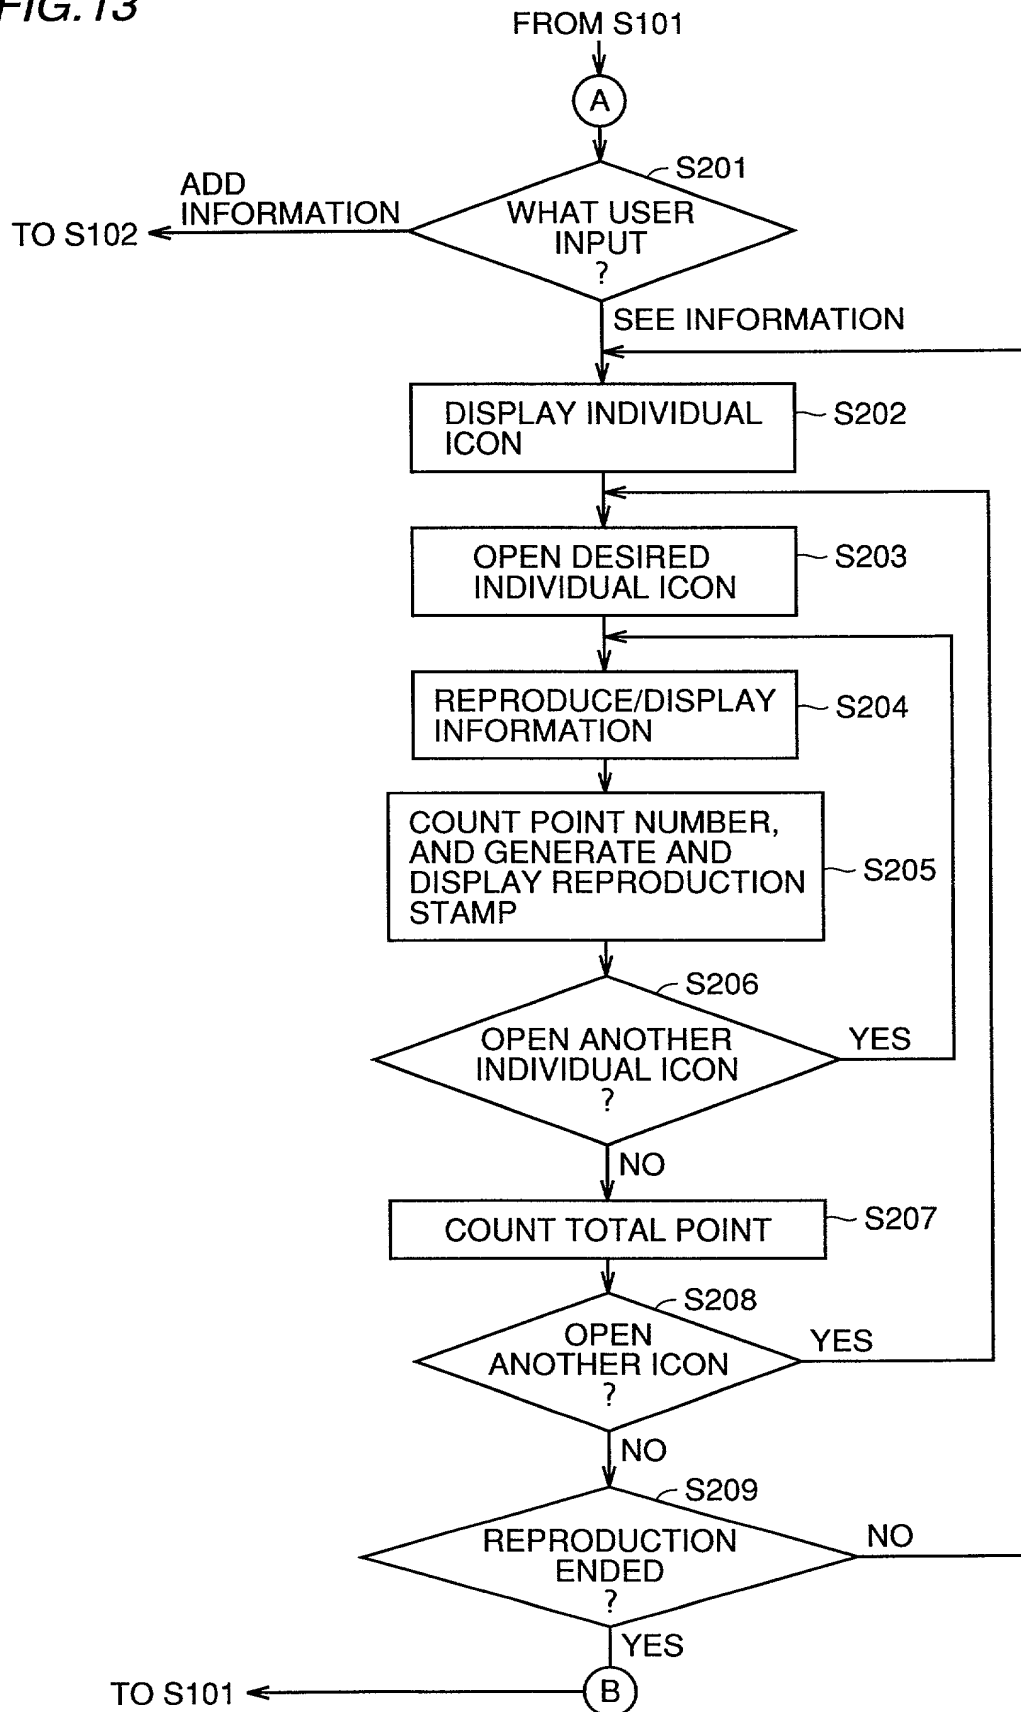 FIG.13
FROM S101
A
S201
ADD
INFORMATION
TO S102
WHAT USER
INPUT
?
SEE INFORMATION
DISPLAY INDIVIDUAL
ICON
S202
OPEN DESIRED
INDIVIDUAL ICON
S203
REPRODUCE/DISPLAY
INFORMATION
S204
COUNT POINT NUMBER,
AND GENERATE AND
DISPLAY REPRODUCTION
STAMP
S205
S206
OPEN ANOTHER
INDIVIDUAL ICON
?
YES
NO
COUNT TOTAL POINT
S207
S208
OPEN
ANOTHER ICON
?
YES
NO
S209
REPRODUCTION
ENDED
?
NO
YES
B
TO S101